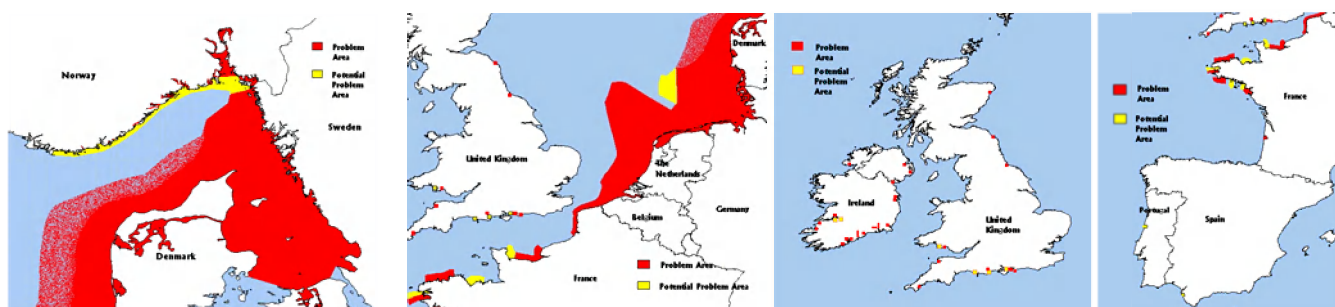 Norway
Problem
Area
Potential
Problem
Area
Sweden
Denmark
Denmark
United Kingdom
The
Netherlands
Belgium
Germany
France
Problem Area
Potential Problem Area
Problem
Area
Potential
Problem Area
Ireland
United
Kingdom
France
Problem
Area
Potential
Problem Area
Portugal
Spain